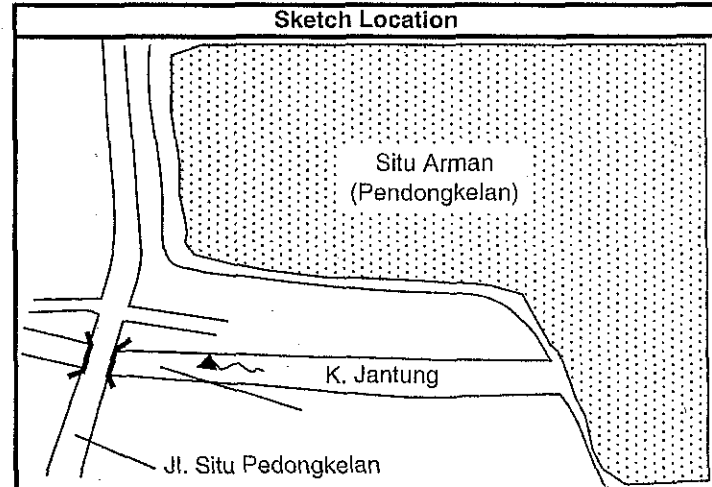 Sketch Location
Situ Arman
(Pendongkelan)
K. Jantung
Jl. Situ Pedongkelan